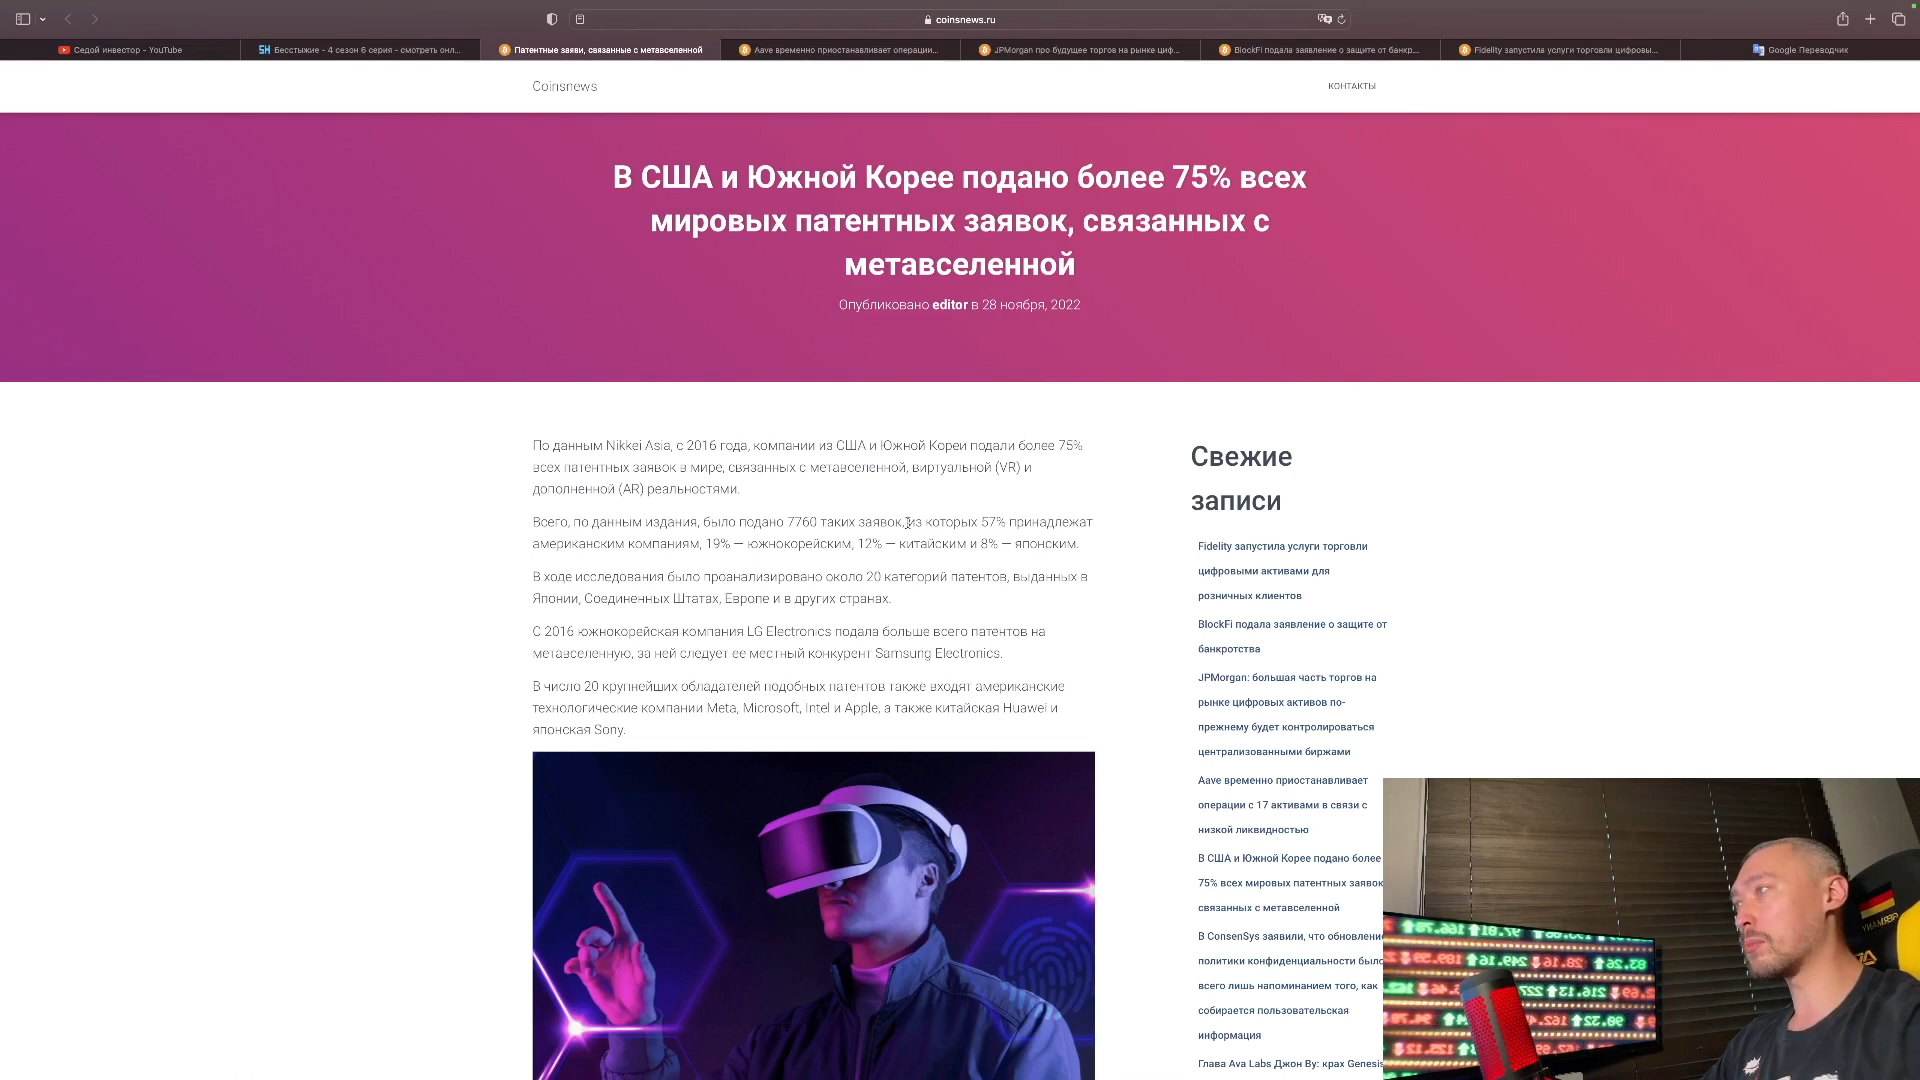 coinsnews.ru
Седой инвестор - YouTube
Бесстыжие - 4 сезон 6 серия - смотреть онл...
Патентные заяви, связанные с метавселенной
Aave временно приостанавливает операции...
JPMorgan про будущее торгов на рынке циф...
BlockFi подала заявление о защите от банкр...
Fidelity запустила услуги торговли цифровы...
Google Переводчик
Coinsnews
КОНТАКТЫ
В США и Южной Корее подано более 75% всех
мировых патентных заявок, связанных с
метавселенной
Опубликовано editor в 28 ноября, 2022
По данным Nikkei Asia, с 2016 года, компании из США и Южной Кореи подали более 75%
всех патентных заявок в мире, связанных с метавселенной, виртуальной (VR) и
дополненной (AR) реальностями.
Всего, по данным издания, было подано 7760 таких заявок, из которых 57% принадлежат
американским компаниям, 19% — южнокорейским, 12% — китайским и 8% — японским.
В ходе исследования было проанализировано около 20 категорий патентов, выданных в
Японии, Соединенных Штатах, Европе и в других странах.
С 2016 южнокорейская компания LG Electronics подала больше всего патентов на
метавселенную, за ней следует ее местный конкурент Samsung Electronics.
В число 20 крупнейших обладателей подобных патентов также входят американские
технологические компании Meta, Microsoft, Intel и Apple, а также китайская Huawei и
японская Sony.
Свежие
записи
Fidelity запустила услуги торговли
цифровыми активами для
розничных клиентов
BlockFi подала заявление о защите от
банкротства
JPMorgan: большая часть торгов на
рынке цифровых активов по-
прежнему будет контролироваться
централизованными биржами
Aave временно приостанавливает
операции с 17 активами в связи с
низкой ликвидностью
В США и Южной Корее подано более
75% всех мировых патентных заявок
связанных с метавселенной
В ConsenSys заявили, что обновление
политики конфиденциальности было
всего лишь напоминанием того, как
собирается пользовательская
информация
Глава Ava Labs Джон Ву: крах Genesis
GERMANY